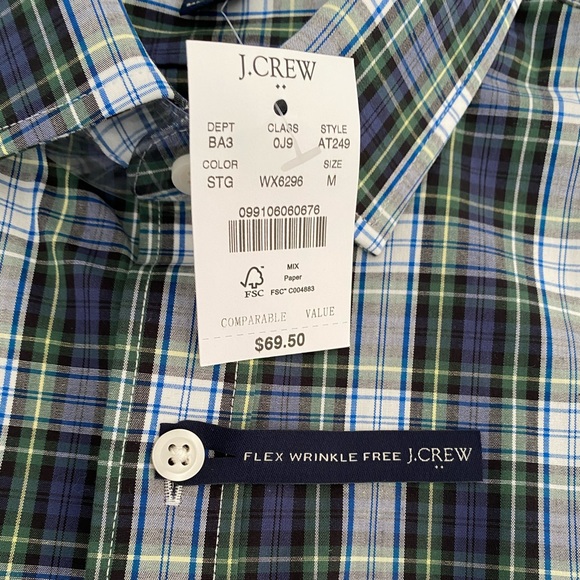 J.CREW
DEPT CLASS STYLE
BA3 0J9 AT249
COLOR SIZE
STG WX6296 M
099106060676
FSC
MIX
Paper
FSC® C004883
COMPARABLE VALUE
$69.50
FLEX WRINKLE FREE J.CREW